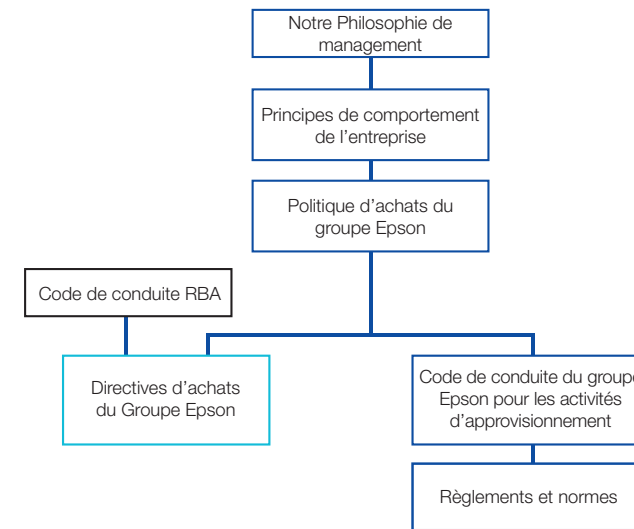 Notre Philosophie de
management
Principes de comportement
de l’entreprise
Politique d’achats du
groupe Epson
Code de conduite RBA
Directives d’achats
du Groupe Epson
Code de conduite du groupe
Epson pour les activités
d’approvisionnement
Règlements et normes